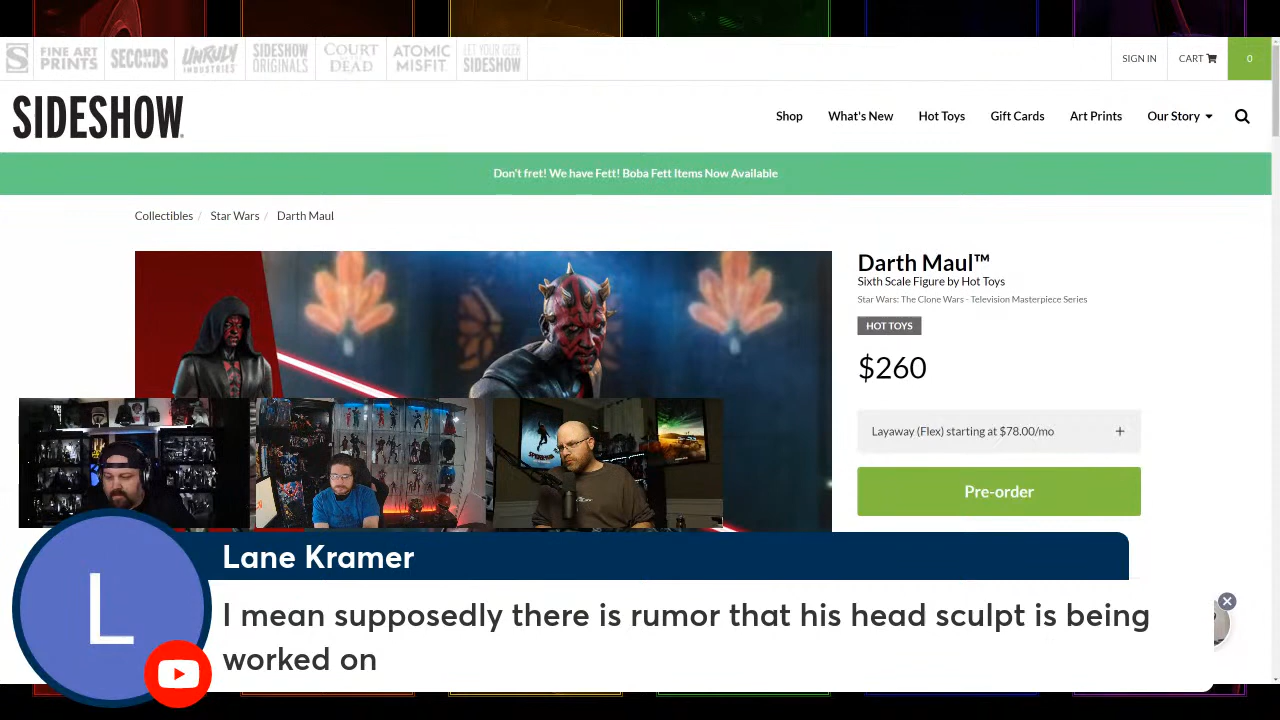 S
FINE ART
PRINTS
SECONDS
UNRULY
INDUSTRIES
SIDESHOW
ORIGINALS
COURT
DEAD
ATOMIC
MISFIT
LET YOUR GEEK
SIDESHOW
SIGN IN
CART
0
SIDESHOW
Shop
What's New
Hot Toys
Gift Cards
Art Prints
Our Story
Don't fret! We have Fett! Boba Fett Items Now Available
Collectibles / Star Wars / Darth Maul
Darth Maul™
Sixth Scale Figure by Hot Toys
Star Wars: The Clone Wars - Television Masterpiece Series
HOT TOYS
$260
Layaway (Flex) starting at $78.00/mo +
Pre-order
L
Lane Kramer
I mean supposedly there is rumor that his head sculpt is being
worked on